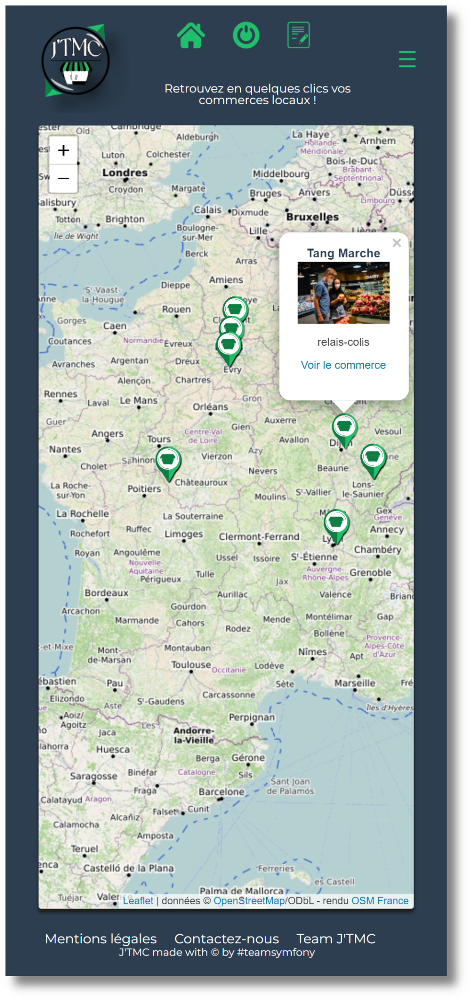 J'TMC
Retrouvez en quelques clics vos
commerces locaux !
Old
Cambridge
Aldeburgh
La Haye
Hollande-
Méridionale
Arnhem
+
Luton
Colchester
Bois-le-Duc
Brabant-
Septentrional
Londres
Middelbourg
−
Croydon
Margate
Bruges
Anvers
Düsse
Limbourg
alisbury
Calais
Dixmude
Totton
Brighton
Bruxelles
Île de Wight
Boulogne-
sur-Mer
Lille
Liège
Berck
Arras
×
Tang Marche
DAIRY
relais-colis
Voir le commerce
Amiens
Dieppe
Sᵗ-Vaast-
la-Hougue
Rouen
Gorges
Caen
Coutances
Normandie
Évreux
Avranches
Argentan
Dreux
Évry
Alençon
Chartres
Rennes
Laval
Le Mans
Orléans
Gron
Guer
Auxerre
Angers
Centre-Val
de Loire
Gien
Vesoul
Tours
Avallon
Nantes
Azy
Vierzon
Cholet
Nevers
Beaune
La Roche-
sur-Yon
Châteauroux
Lons-
le-Saunier
Poitiers
Moulins
Sᵗ-Vallier
La Rochelle
La Souterraine
Gex
Genève
Rochefort
Ruffec
Limoges
Clermont-Ferrand
Lyon
Annecy
Royan
Angoulême
Ussel
Issoire
Sᵗ-Étienne
Chambéry
Nouvelle-
Aquitaine
Périgueux
Tulle
Auvergne-
Rhône-Alpes
Grenoble
Jax
Bordeaux
Aurillac
Valence
Brianç
Arcachon
Gourdon
Marmande
Cahors
Rodez
Mende
Montélimar
Gap
Bollène
Provence-
Alpes-Côte
d'Azur
-et-Mixe
Mont-
de-Marsan
Montauban
Nîmes
Apt
Toulouse
Occitanie
Lodève
ébastien
Pau
Sète
Marseille
Fré
Elizondo
Aste
Sᵗ-Gaudens
Carcassonne
Îles d'Hyères
Aoiz/
Agoitz
Les
Perpignan
Jaca
Andorre-
la-Vieille
lahorra
Huesca
Berga
Gérone
Saragosse
Binéfar
Catalogne
Sils
Fraga
Barcelone
Sant Joan
de Palamós
Calatayud
Aragon
Falset
Cunit
Calamocha
Alcañiz
Amposta
Teruel
enca
Castelló de la Plana
Ferreries
es Castell
Tuéjar
Palma de Mallorca
Leaflet | données © OpenStreetMap/ODbL - rendu OSM France
Mentions légales Contactez-nous Team J'TMC
J'TMC made with © by #teamsymfony